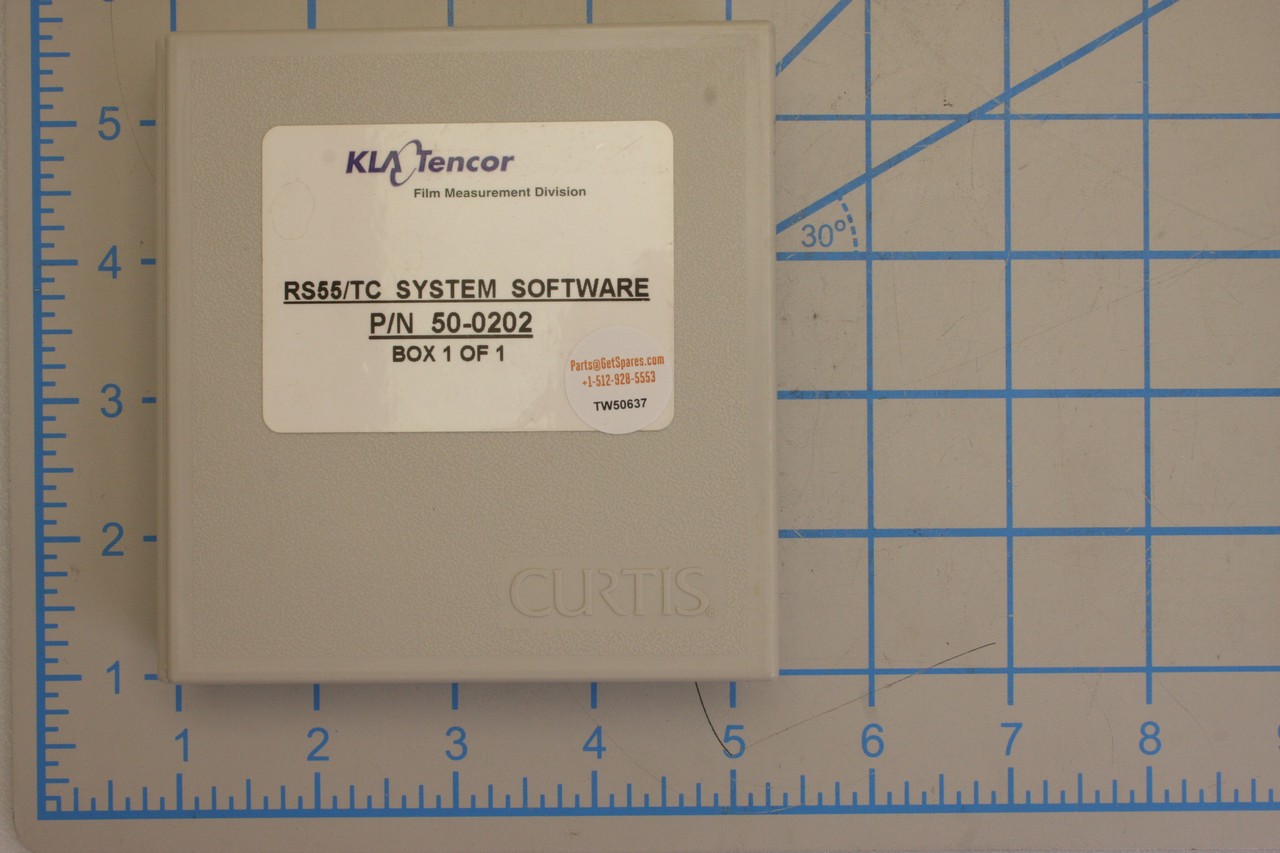 KLA Tencor
Film Measurement Division
RS55/TC SYSTEM SOFTWARE
P/N 50-0202
BOX 1 OF 1
Parts@GetSpares.com
+1-512-928-5553
TW50637
CURTIS
30°
5
4
3
2
1
1 2 3 4 5 6 7 8